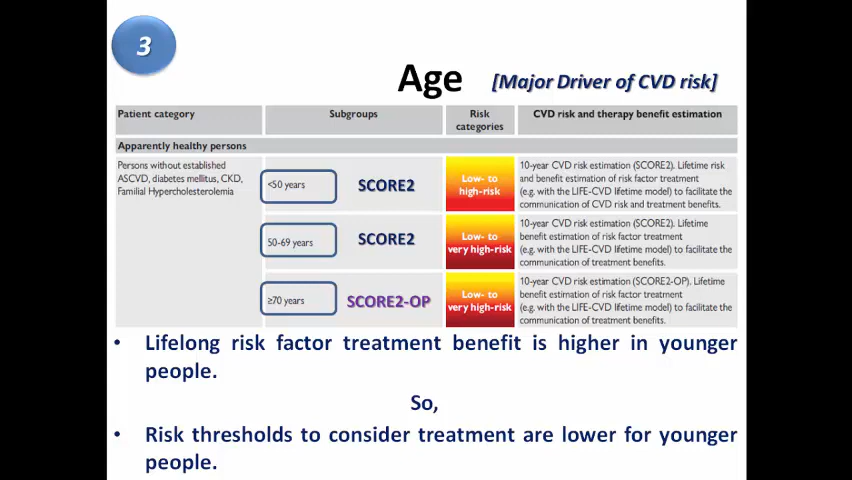 3
Age [Major Driver of CVD risk]
Patient category
Subgroups
Risk
categories
CVD risk and therapy benefit estimation
Apparently healthy persons
Persons without established
ASCVD, diabetes mellitus, CKD,
Familial Hypercholesterolemia
<50 years
SCORE2
Low- to
high-risk
10-year CVD risk estimation (SCORE2). Lifetime risk
and benefit estimation of risk factor treatment
(e.g. with the LIFE-CVD lifetime model) to facilitate the
communication of CVD risk and treatment benefits.
50-69 years
SCORE2
Low- to
very high-risk
10-year CVD risk estimation (SCORE2). Lifetime
benefit estimation of risk factor treatment
(e.g. with the LIFE-CVD lifetime model) to facilitate the
communication of treatment benefits.
≥70 years
SCORE2-OP
Low- to
very high-risk
10-year CVD risk estimation (SCORE2-OP). Lifetime
benefit estimation of risk factor treatment
(e.g. with the LIFE-CVD lifetime model) to facilitate the
communication of treatment benefits.
• Lifelong risk factor treatment benefit is higher in younger
people.
So,
• Risk thresholds to consider treatment are lower for younger
people.